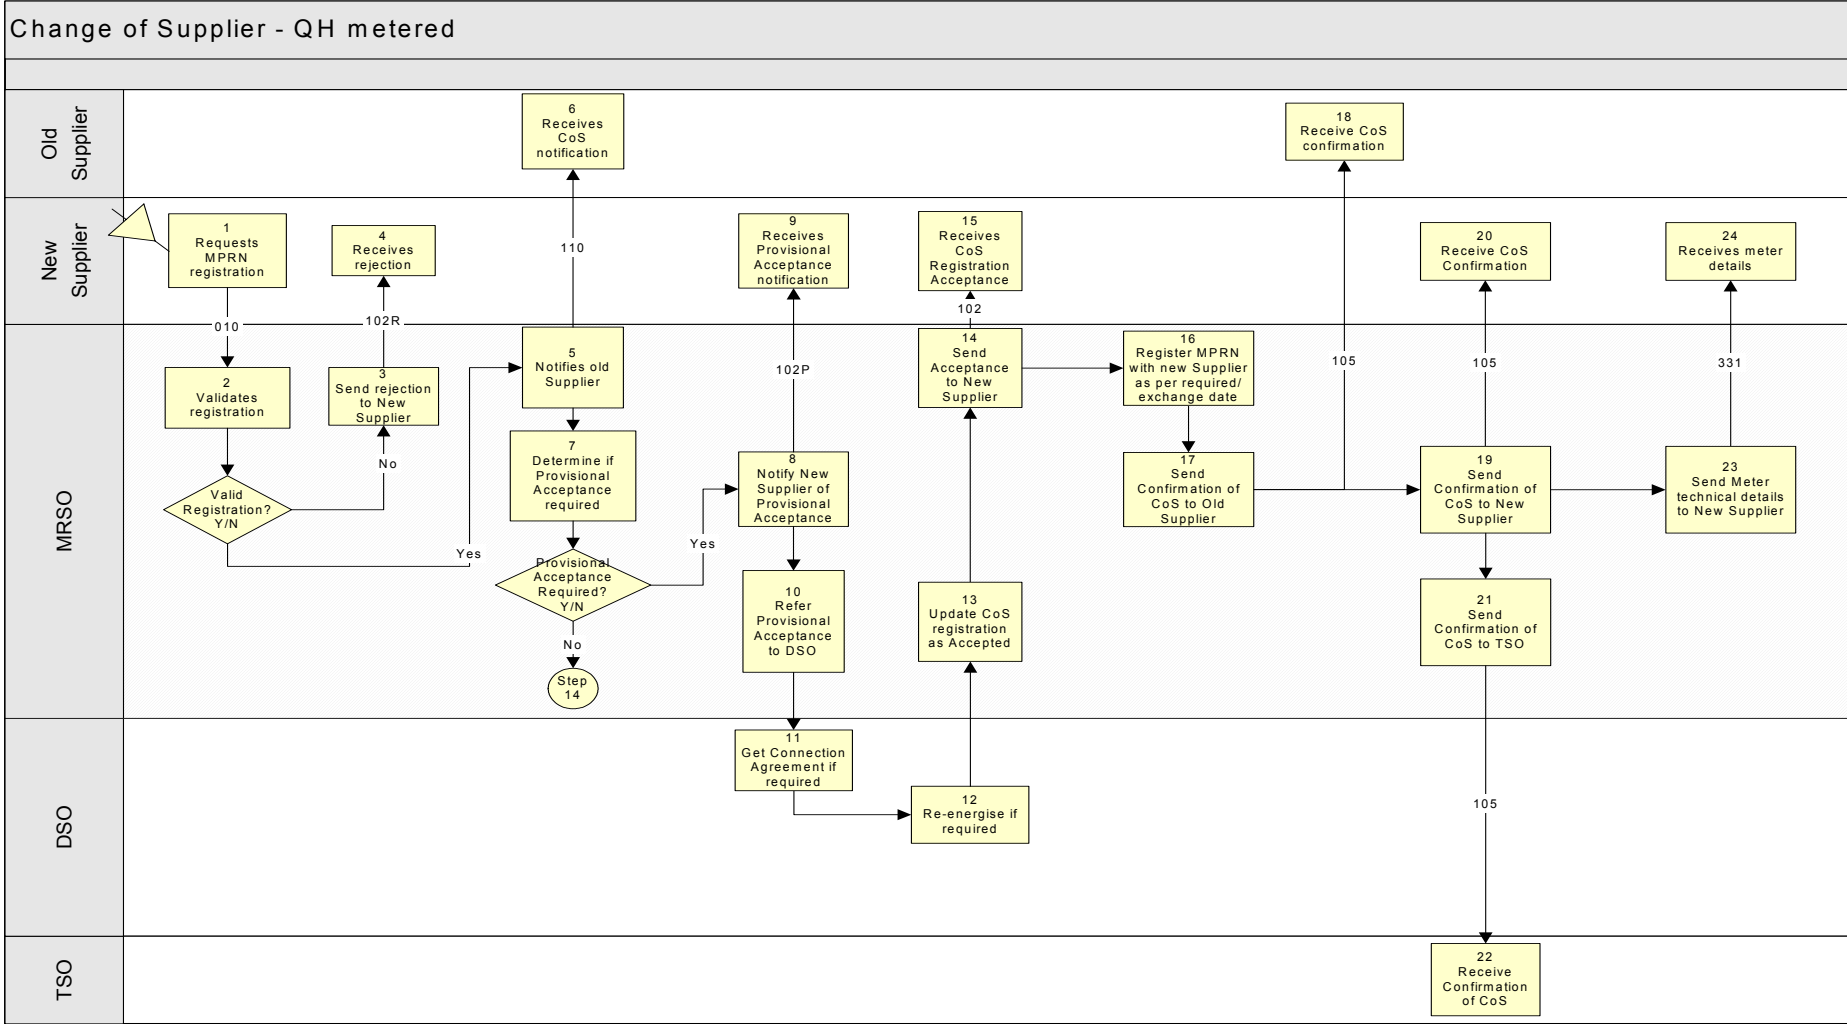 Change of Supplier - QH metered
Old
Supplier
6
Receives
CoS
notification
18
Receive CoS
confirmation
New
Supplier
1
Requests
MPRN
registration
4
Receives
rejection
110
9
Receives
Provisional
Acceptance
notification
15
Receives
CoS
Registration
Acceptance
20
Receive CoS
Confirmation
24
Receives meter
details
010
102R
102
MRSO
2
Validates
registration
3
Send rejection
to New
Supplier
5
Notifies old
Supplier
102P
14
Send
Acceptance
to New
Supplier
16
Register MPRN
with new Supplier
as per required/
exchange date
105
105
331
No
Valid
Registration?
Y/N
Yes
7
Determine if
Provisional
Acceptance
required
8
Notify New
Supplier of
Provisional
Acceptance
17
Send
Confirmation of
CoS to Old
Supplier
19
Send
Confirmation of
CoS to New
Supplier
23
Send Meter
technical details
to New Supplier
Yes
Provisional
Acceptance
Required?
Y/N
No
Step
14
10
Refer
Provisional
Acceptance
to DSO
13
Update CoS
registration
as Accepted
21
Send
Confirmation of
CoS to TSO
DSO
11
Get Connection
Agreement if
required
12
Re-energise if
required
105
TSO
22
Receive
Confirmation
of CoS